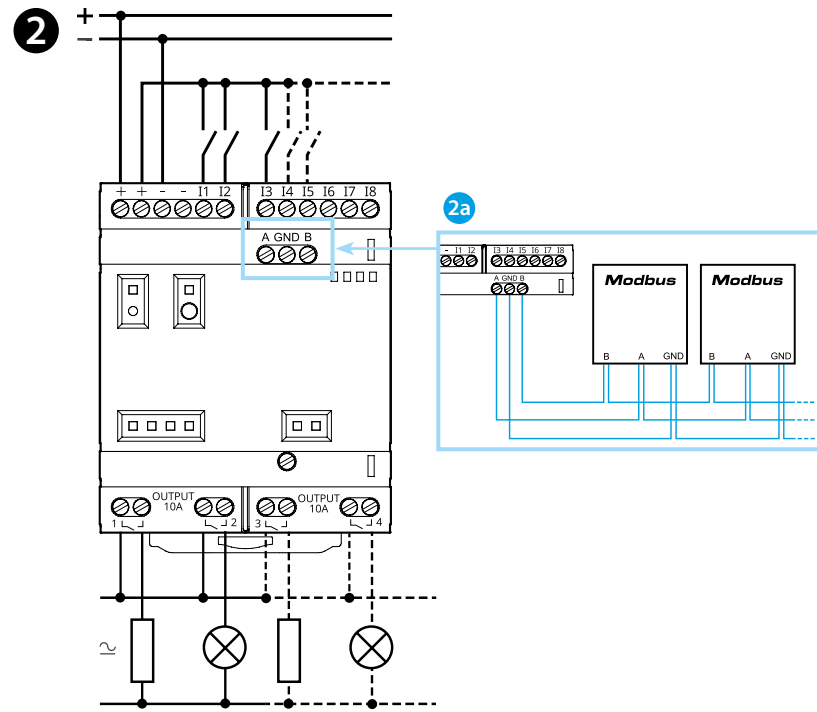 2
+
−
+ + - - I1 I2 I3 I4 I5 I6 I7 I8
A GND B
2a
- I1 I2 I3 I4 I5 I6 I7 I8
A GND B
Modbus Modbus
B A GND B A GND
OUTPUT
10A
OUTPUT
10A
1 2 3 4